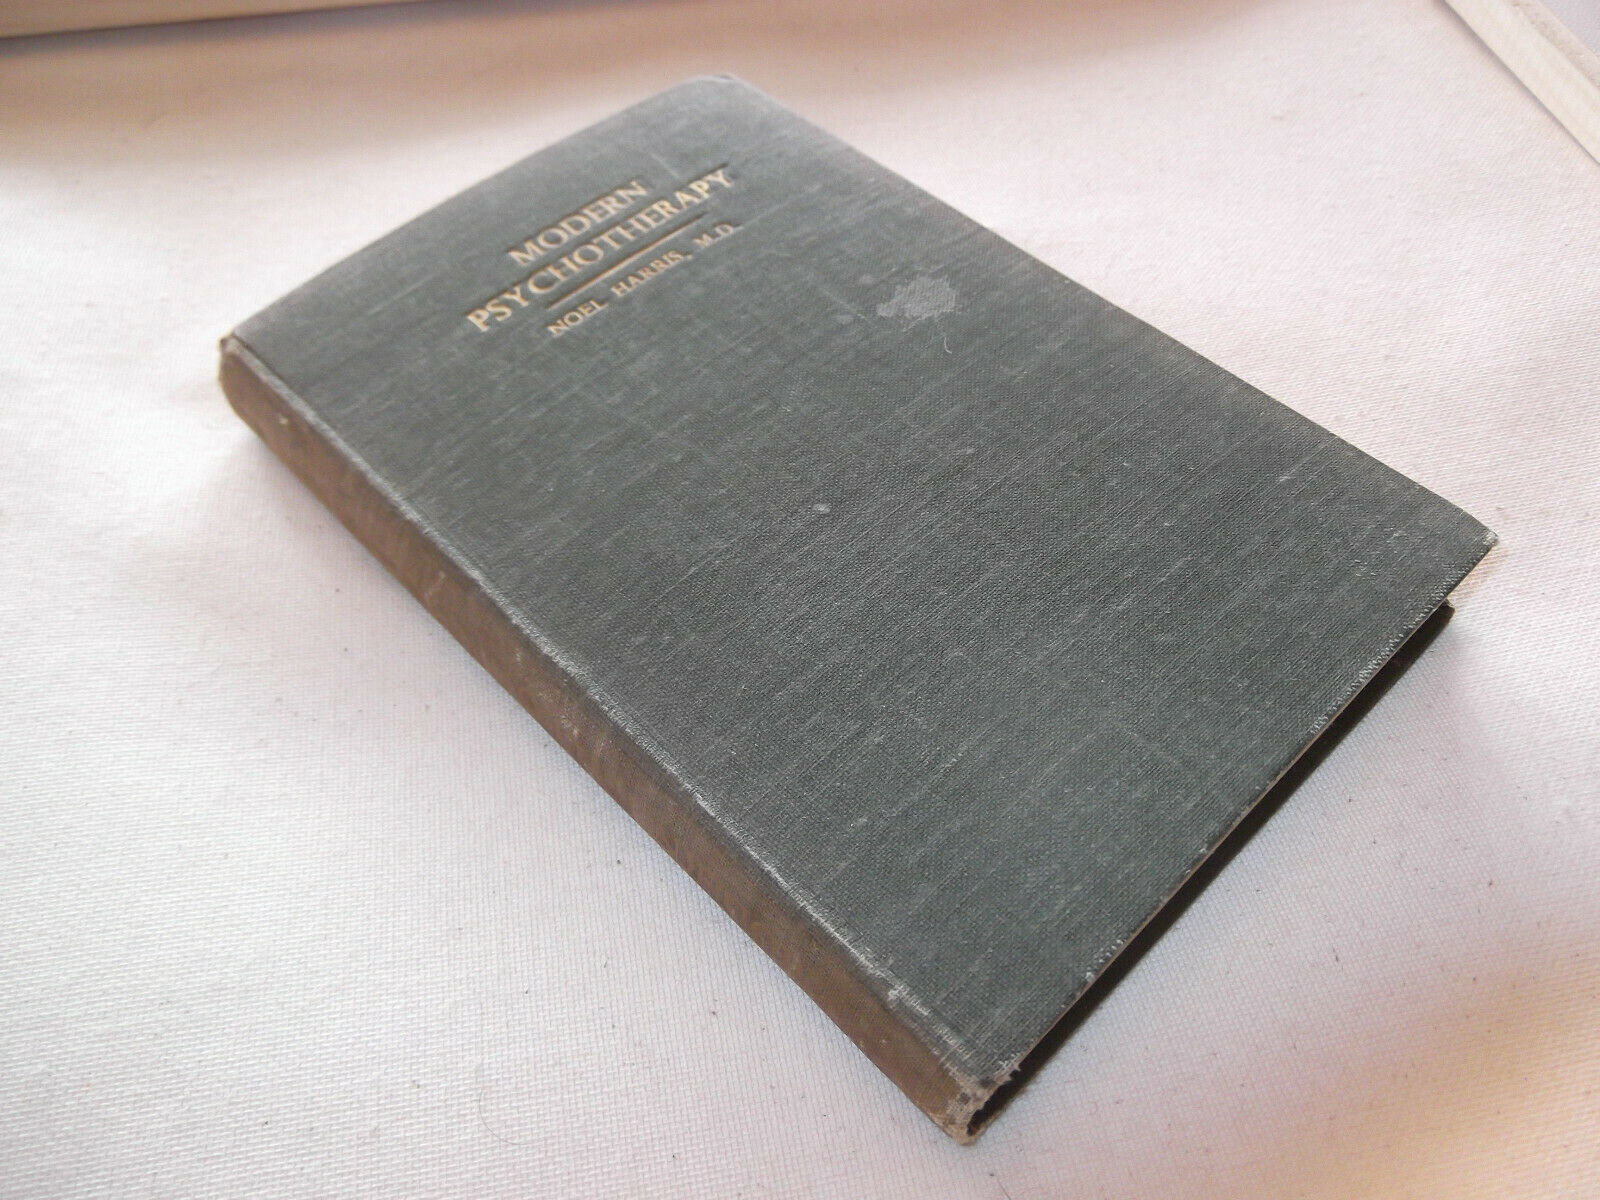 MODERN
PSYCHOTHERAPY
NOEL HARRIS, M.D.